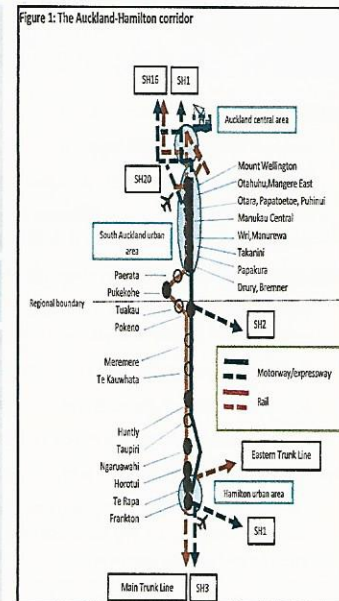 Figure 1: The Auckland-Hamilton corridor
SH16
SH1
Auckland central area
SH20
Mount Wellington
Otahuhu, Mangere East
Otara, Papatoetoe, Puhinui
Manukau Central
Wiri, Manurewa
Takanini
Papakura
Drury, Bremner
South Auckland urban
area
Paerata
Pukekohe
Regional boundary
Tuakau
Pokeno
SH2
Meremere
Te Kauwhata
Motorway/expressway
Rail
Huntly
Taupiri
Ngaruawahi
Horotui
Te Rapa
Frankton
Eastern Trunk Line
Hamilton urban area
SH1
Main Trunk Line
SH3